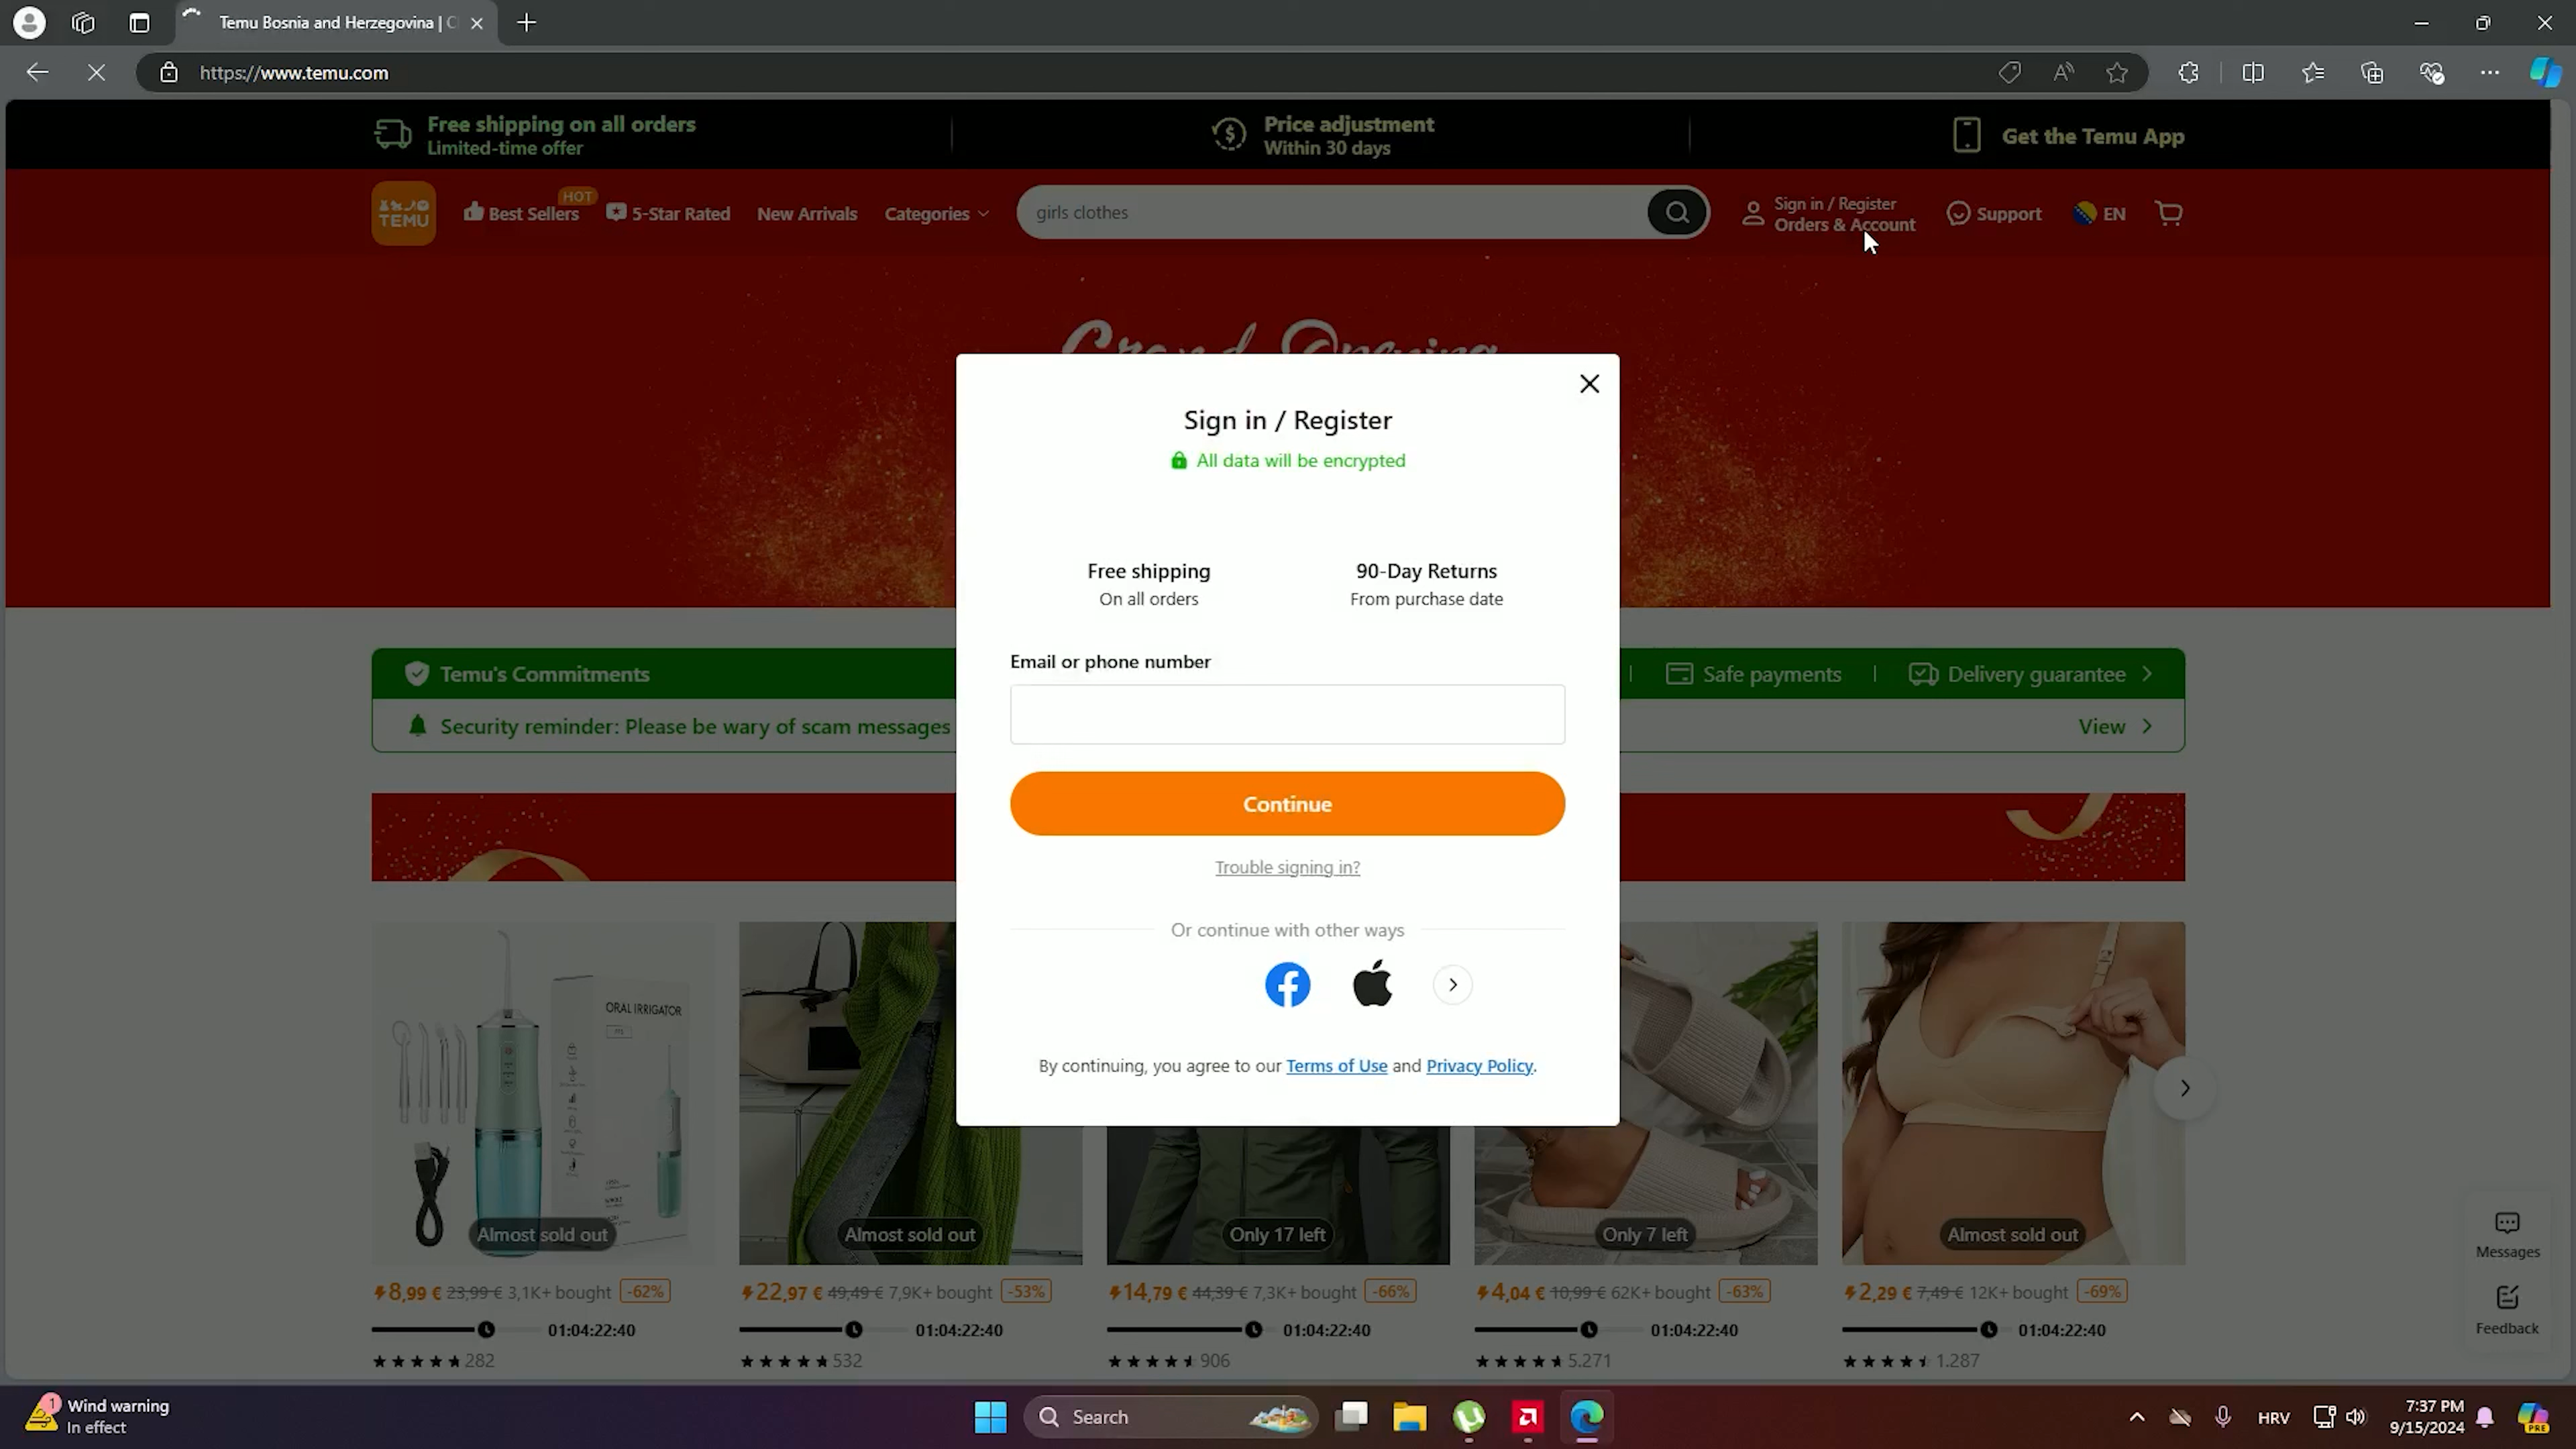 Temu Bosnia and Herzegovina | C
https://www.temu.com
Free shipping on all orders
Limited-time offer
Price adjustment
Within 30 days
Get the Temu App
TEMU
Best Sellers
HOT
5-Star Rated
New Arrivals
Categories
girls clothes
Sign in / Register
Orders & Account
Support
EN
Grand Opening
Sign in / Register
All data will be encrypted
Free shipping
On all orders
90-Day Returns
From purchase date
Email or phone number
Continue
Trouble signing in?
Or continue with other ways
By continuing, you agree to our Terms of Use and Privacy Policy.
Temu's Commitments
Safe payments
Delivery guarantee
Security reminder: Please be wary of scam messages
View
ORAL IRRIGATOR
Almost sold out
Almost sold out
Only 17 left
Only 7 left
Almost sold out
8,99 € 23,99 € 3,1K+ bought -62%
22,97 € 49,49 € 7,9K+ bought -53%
14,79 € 44,39 € 7,3K+ bought -66%
4,04 € 10,99 € 62K+ bought -63%
2,29 € 7,49 € 12K+ bought -69%
01:04:22:40
01:04:22:40
01:04:22:40
01:04:22:40
01:04:22:40
282
532
906
5.271
1.287
Messages
Feedback
1
Wind warning
In effect
Search
HRV
7:37 PM
9/15/2024
PRE